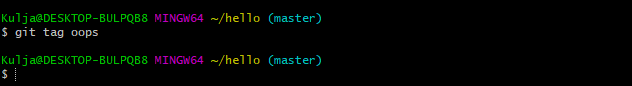 Kulja@DESKTOP-BULPQB8 MINGW64 ~/hello (master)
$ git tag oops
Kulja@DESKTOP-BULPQB8 MINGW64 ~/hello (master)
$